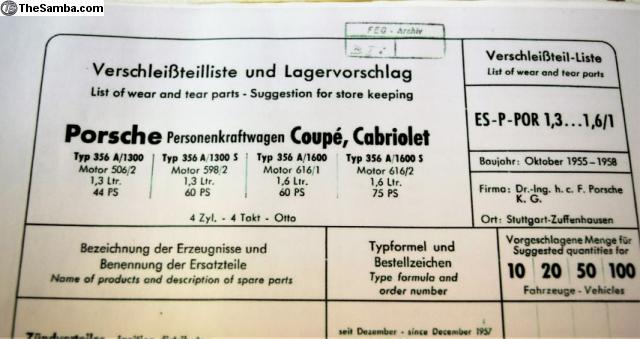 TheSamba.com
FEG - Archiv
Verschleißteilliste und Lagervorschlag
List of wear and tear parts - Suggestion for store keeping
Porsche Personenkraftwagen Coupé, Cabriolet
Typ 356 A/1300 Typ 356 A/1300 S Typ 356 A/1600 Typ 356 A/1600 S
Motor 506/2 Motor 598/2 Motor 616/1 Motor 616/2
1,3 Ltr. 1,3 Ltr. 1,6 Ltr. 1,6 Ltr.
44 PS 60 PS 60 PS 75 PS
4 Zyl. - 4 Takt - Otto
Verschleißteil-Liste
List of wear and tear parts
ES-P-POR 1,3...1,6/1
Baujahr: Oktober 1955-1958
Firma: Dr.-Ing. h. c. F. Porsche
K. G.
Ort: Stuttgart-Zuffenhausen
Bezeichnung der Erzeugnisse und
Benennung der Ersatzteile
Name of products and description of spare parts
Typformel und
Bestellzeichen
Type formula and
order number
Vorgeschlagene Menge für
Suggested quantities for
10 20 50 100
Fahrzeuge - Vehicles
seit Dezember - since December 1957